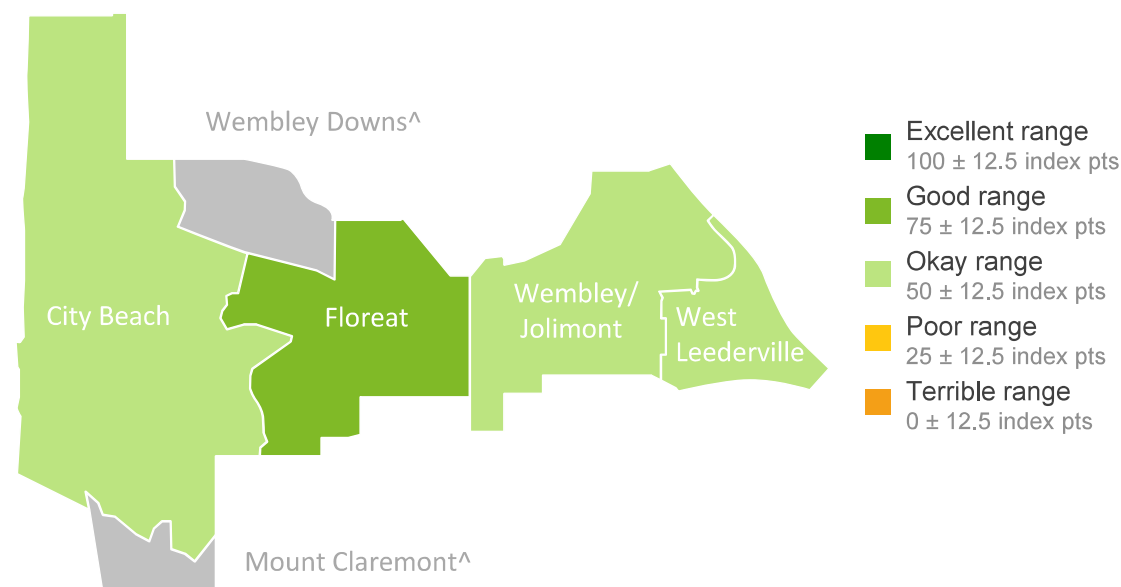 Wembley Downs^
City Beach
Floreat
Wembley/
Jolimont
West
Leederville
Mount Claremont^
Excellent range
100 ± 12.5 index pts
Good range
75 ± 12.5 index pts
Okay range
50 ± 12.5 index pts
Poor range
25 ± 12.5 index pts
Terrible range
0 ± 12.5 index pts